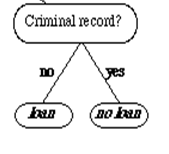 Criminal record?
no yes
loan no loan